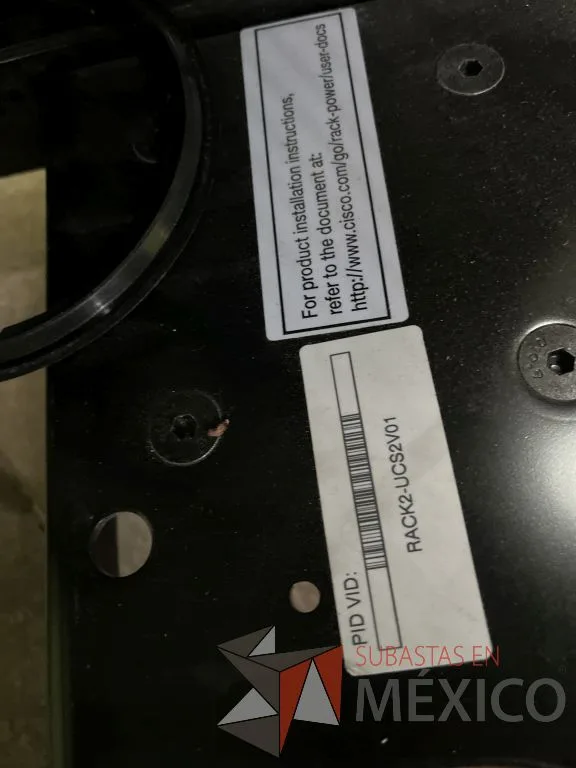 For product installation instructions,
refer to the document at:
http://www.cisco.com/go/rack-power/user-docs
PID VID:
RACK2-UCS2V01
SUBASTAS EN
MÉXICO